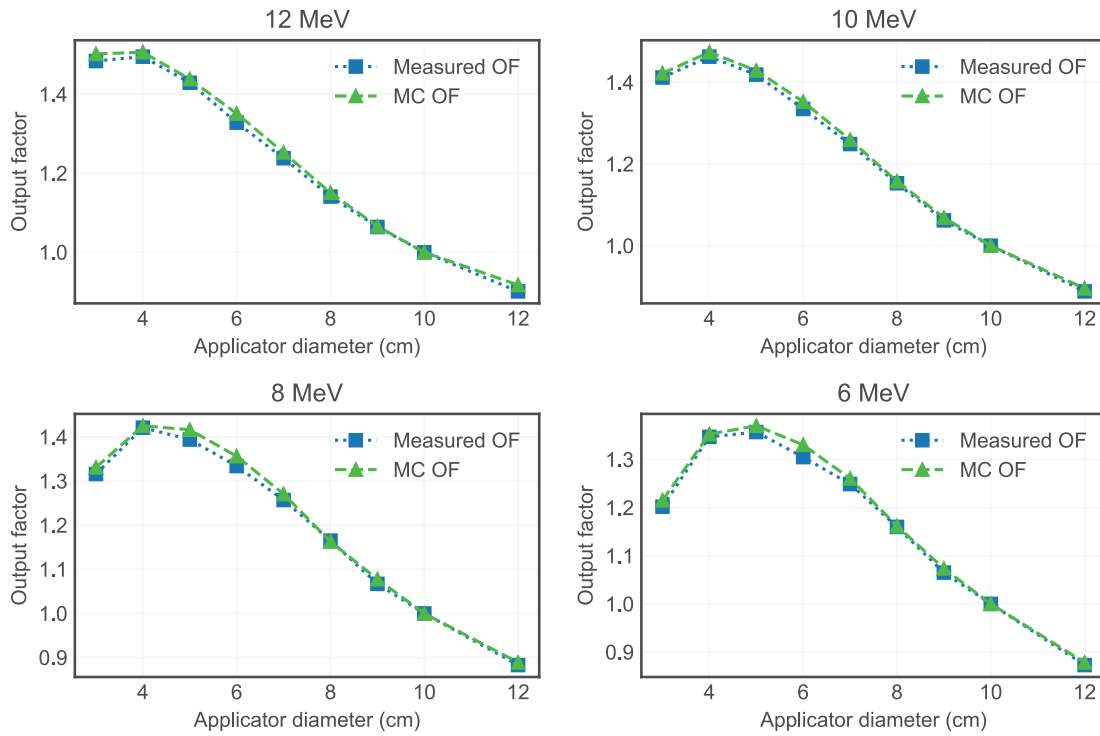 12 MeV
Output factor
1.4
1.2
1.0
Measured OF
MC OF
4 6 8 10 12
Applicator diameter (cm)
10 MeV
Output factor
1.4
1.2
1.0
Measured OF
MC OF
4 6 8 10 12
Applicator diameter (cm)
8 MeV
Output factor
1.4
1.3
1.2
1.1
1.0
0.9
Measured OF
MC OF
4 6 8 10 12
Applicator diameter (cm)
6 MeV
Output factor
1.3
1.2
1.1
1.0
0.9
Measured OF
MC OF
4 6 8 10 12
Applicator diameter (cm)